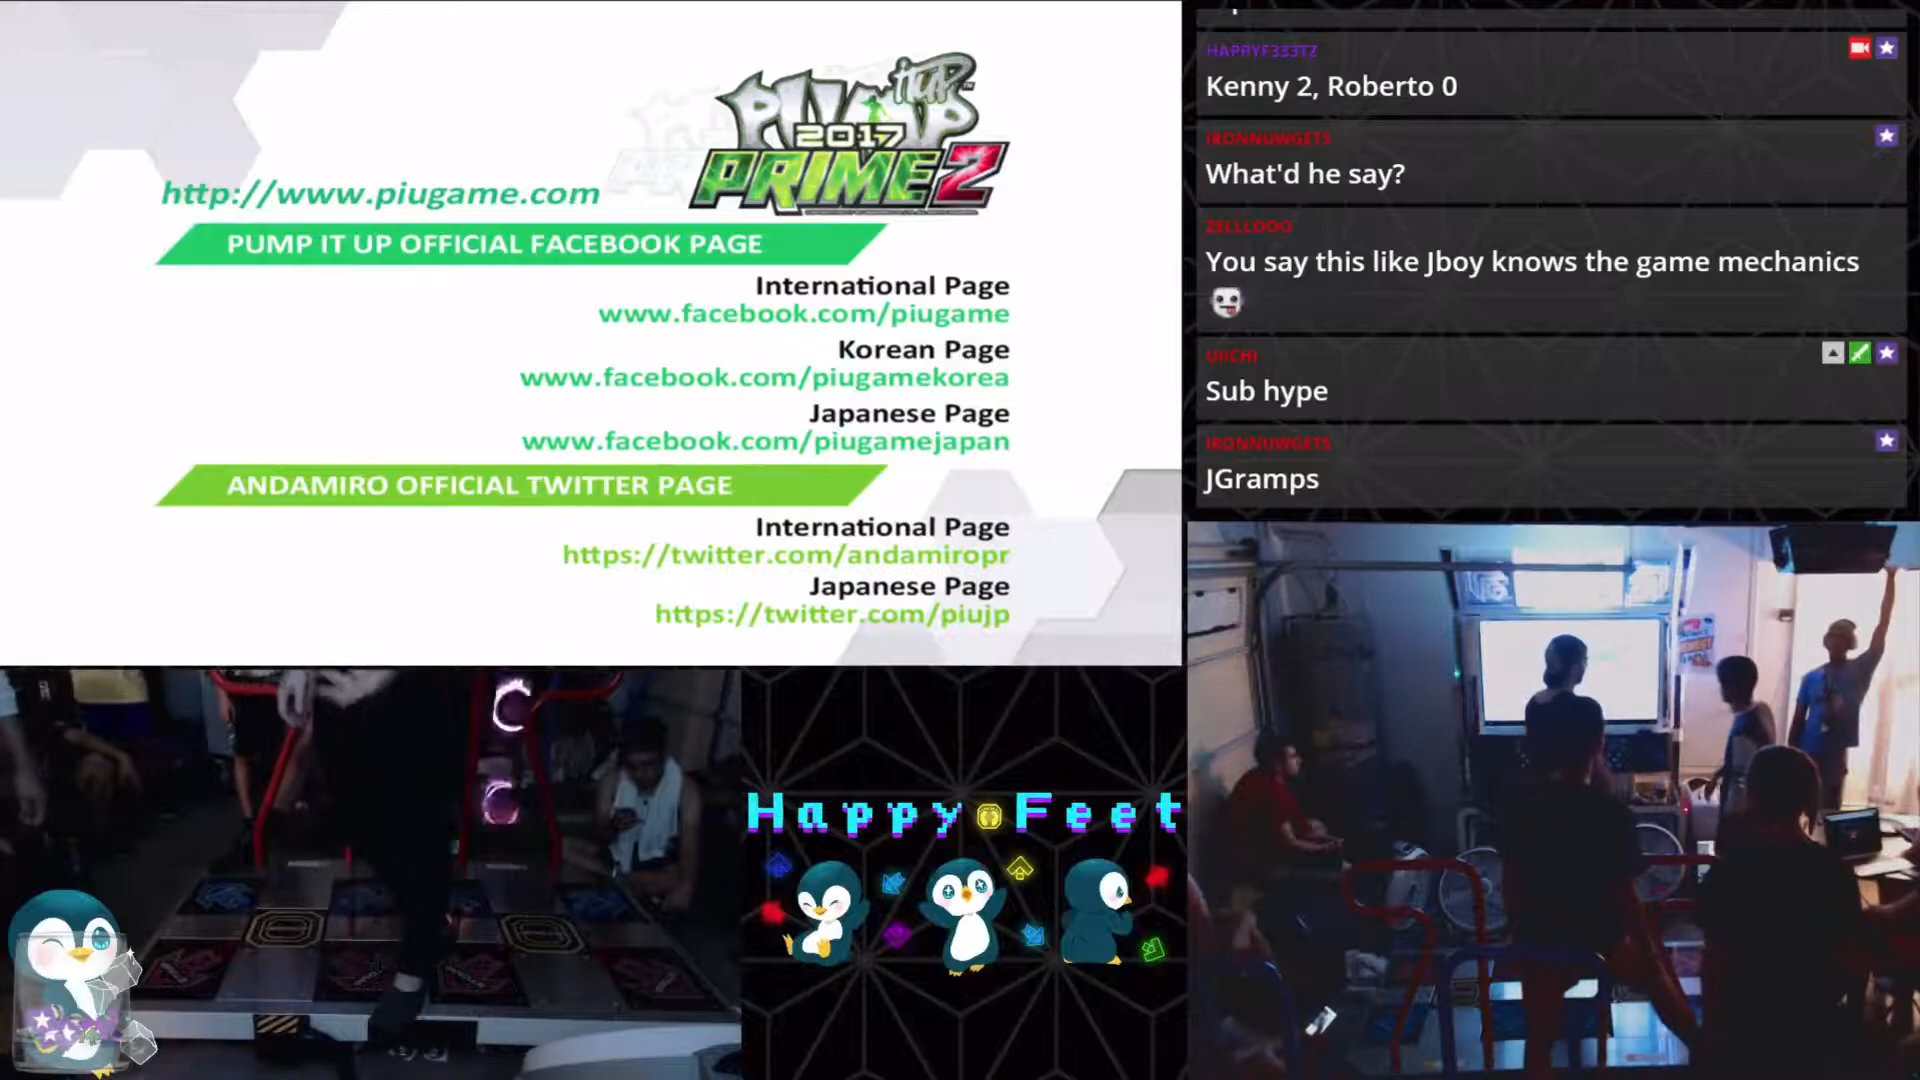 PUMP it UP
2017
PRIME 2
http://www.piugame.com
PUMP IT UP OFFICIAL FACEBOOK PAGE
International Page
www.facebook.com/piugame
Korean Page
www.facebook.com/piugamekorea
Japanese Page
www.facebook.com/piugamejapan
ANDAMIRO OFFICIAL TWITTER PAGE
International Page
https://twitter.com/andamiropr
Japanese Page
https://twitter.com/piujp
HAPPYF333TZ
Kenny 2, Roberto 0
IRONNUWGETS
What'd he say?
ZELLLOOO
You say this like Jboy knows the game mechanics
UIICHI
Sub hype
IRONNUWGETS
JGramps
Happy Feet